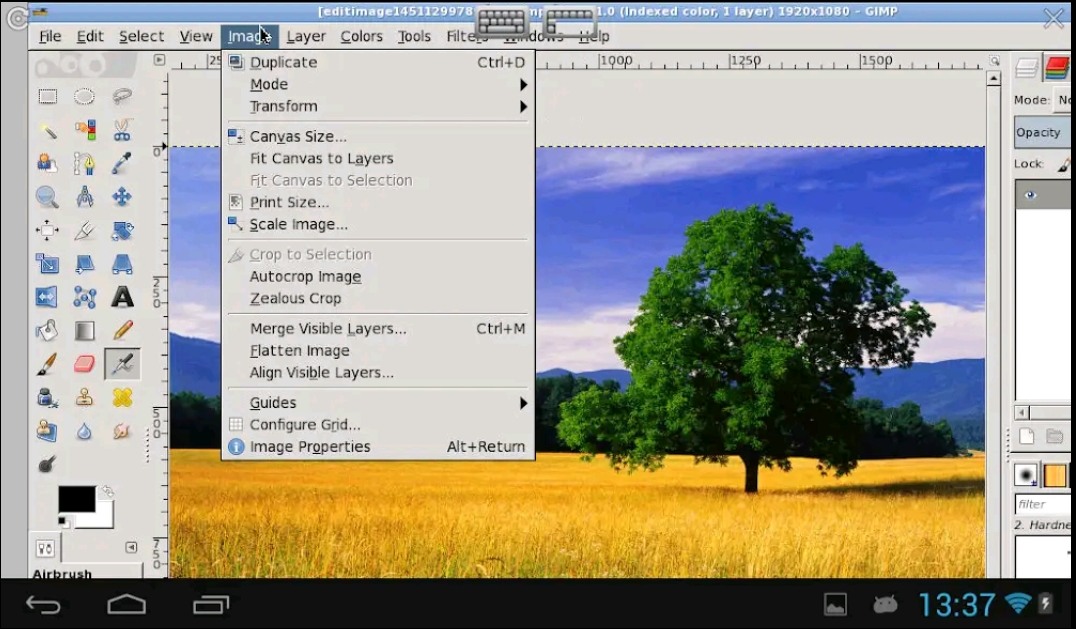 [editimage1451129978 1.0 (Indexed color, 1 layer) 1920x1080 – GIMP
File Edit Select View Image Layer Colors Tools Filters Windows Help
Duplicate Ctrl+D
Mode
Transform
Canvas Size...
Fit Canvas to Layers
Fit Canvas to Selection
Print Size...
Scale Image...
Crop to Selection
Autocrop Image
Zealous Crop
Merge Visible Layers... Ctrl+M
Flatten Image
Align Visible Layers...
Guides
Configure Grid...
Image Properties Alt+Return
1000 1250 1500
0
250
500
750
Mode:
Opacity
Lock:
filter
2. Hardne
Airbrush
13:37